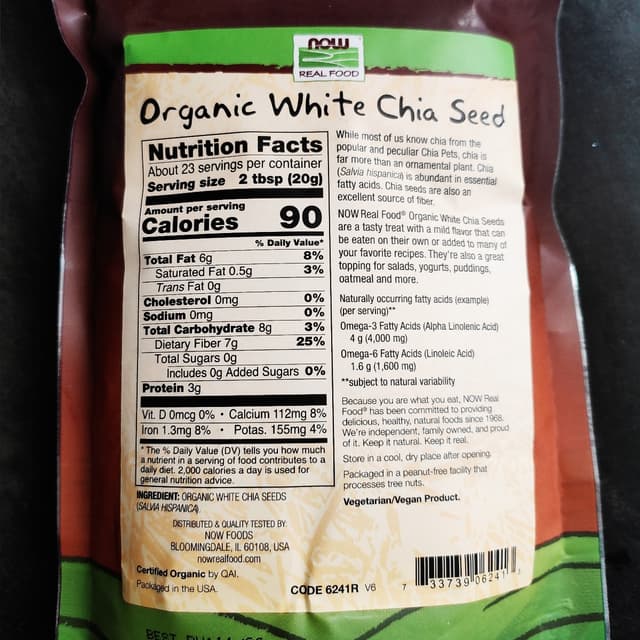 NOW
REAL FOOD
Organic White Chia Seed
Nutrition Facts
About 23 servings per container
Serving size 2 tbsp (20g)
Amount per serving
Calories 90
% Daily Value*
Total Fat 6g 8%
Saturated Fat 0.5g 3%
Trans Fat 0g
Cholesterol 0mg 0%
Sodium 0mg 0%
Total Carbohydrate 8g 3%
Dietary Fiber 7g 25%
Total Sugars 0g
Includes 0g Added Sugars 0%
Protein 3g
Vit. D 0mcg 0% • Calcium 112mg 8%
Iron 1.3mg 8% • Potas. 155mg 4%
*The % Daily Value (DV) tells you how much
a nutrient in a serving of food contributes to a
daily diet. 2,000 calories a day is used for
general nutrition advice.
INGREDIENT: ORGANIC WHITE CHIA SEEDS
(SALVIA HISPANICA).
DISTRIBUTED & QUALITY TESTED BY:
NOW FOODS
BLOOMINGDALE, IL 60108, USA
nowrealfood.com
Certified Organic by QAI.
Packaged in the USA.
While most of us know chia from the
popular and peculiar Chia Pets, chia is
far more than an ornamental plant. Chia
(Salvia hispanica) is abundant in essential
fatty acids. Chia seeds are also an
excellent source of fiber.
NOW Real Food® Organic White Chia Seeds
are a tasty treat with a mild flavor that can
be eaten on their own or added to many of
your favorite recipes. They're also a great
topping for salads, yogurts, puddings,
oatmeal and more.
Naturally occurring fatty acids (example)
(per serving)**
Omega-3 Fatty Acids (Alpha Linolenic Acid)
4 g (4,000 mg)
Omega-6 Fatty Acids (Linoleic Acid)
1.6 g (1,600 mg)
**subject to natural variability
Because you are what you eat, NOW Real
Food® has been committed to providing
delicious, healthy, natural foods since 1968.
We're independent, family owned, and proud
of it. Keep it natural. Keep it real.
Store in a cool, dry place after opening.
Packaged in a peanut-free facility that
processes tree nuts.
Vegetarian/Vegan Product.
CODE 6241R V6
7 33739 06241
BEST